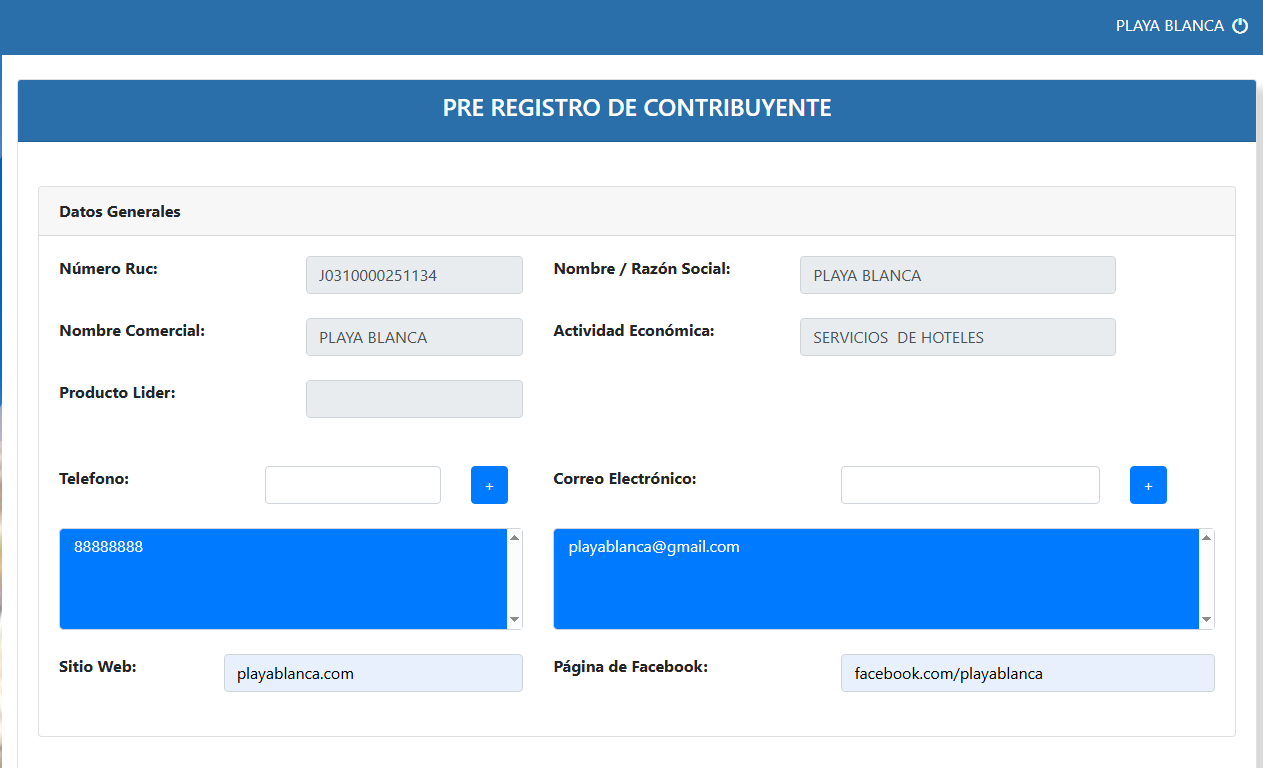 PLAYA BLANCA
PRE REGISTRO DE CONTRIBUYENTE
Datos Generales
Número Ruc: J0310000251134 Nombre / Razón Social: PLAYA BLANCA
Nombre Comercial: PLAYA BLANCA Actividad Económica: SERVICIOS  DE HOTELES
Producto Lider:
Telefono: + Correo Electrónico: +
88888888 playablanca@gmail.com
Sitio Web: playablanca.com Página de Facebook: facebook.com/playablanca